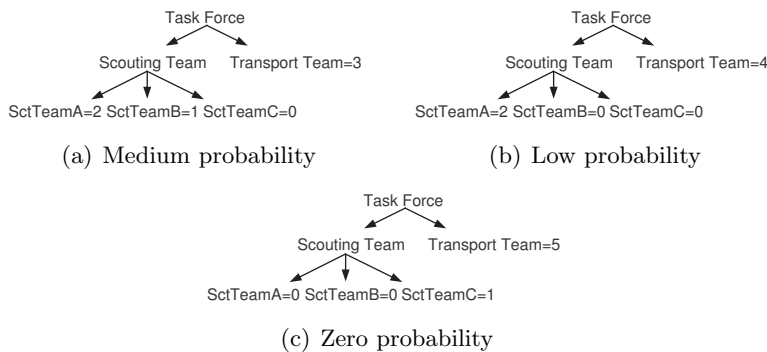 Task Force
Scouting Team Transport Team=3
SctTeamA=2 SctTeamB=1 SctTeamC=0
(a) Medium probability
Task Force
Scouting Team Transport Team=4
SctTeamA=2 SctTeamB=0 SctTeamC=0
(b) Low probability
Task Force
Scouting Team Transport Team=5
SctTeamA=0 SctTeamB=0 SctTeamC=1
(c) Zero probability